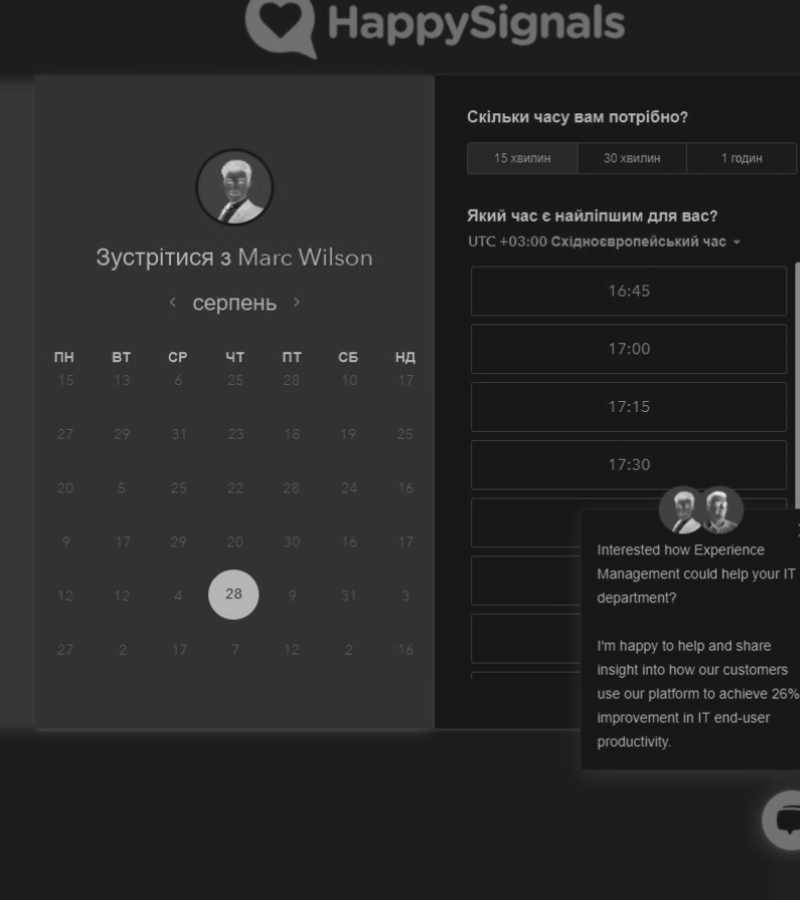 HappySignals
Зустрітися з Marc Wilson
серпень
ПН ВТ СР ЧТ ПТ СБ НД
15 13 6 25 28 10 17
27 29 31 23 18 19 25
20 5 25 22 28 24 16
9 17 29 20 30 16 17
12 12 4 28 9 31 3
27 2 17 7 12 2 16
Скільки часу вам потрібно?
15 хвилин 30 хвилин 1 годин
Який час є найліпшим для вас?
UTC +03:00 Східноєвропейський час
16:45
17:00
17:15
17:30
Interested how Experience
Management could help your IT
department?
I'm happy to help and share
insight into how our customers
use our platform to achieve 26%
improvement in IT end-user
productivity.